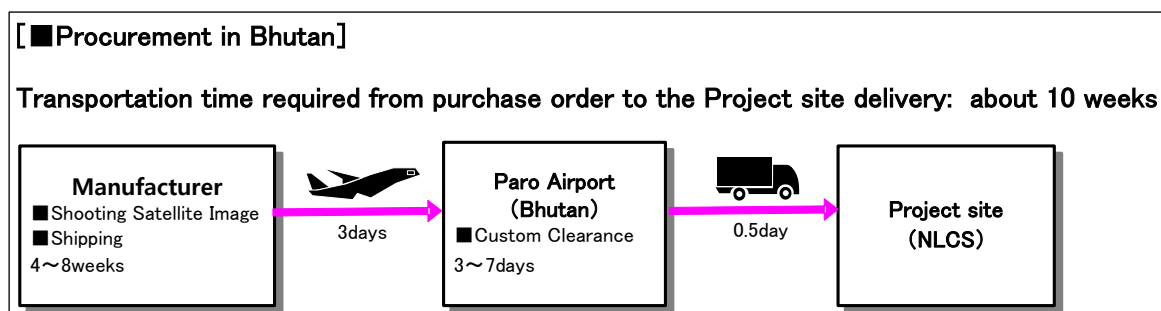 [■Procurement in Bhutan]
Transportation time required from purchase order to the Project site delivery: about 10 weeks
Manufacturer
■Shooting Satellite Image
■Shipping
4～8weeks
3days
Paro Airport
(Bhutan)
■Custom Clearance
3～7days
0.5day
Project site
(NLCS)